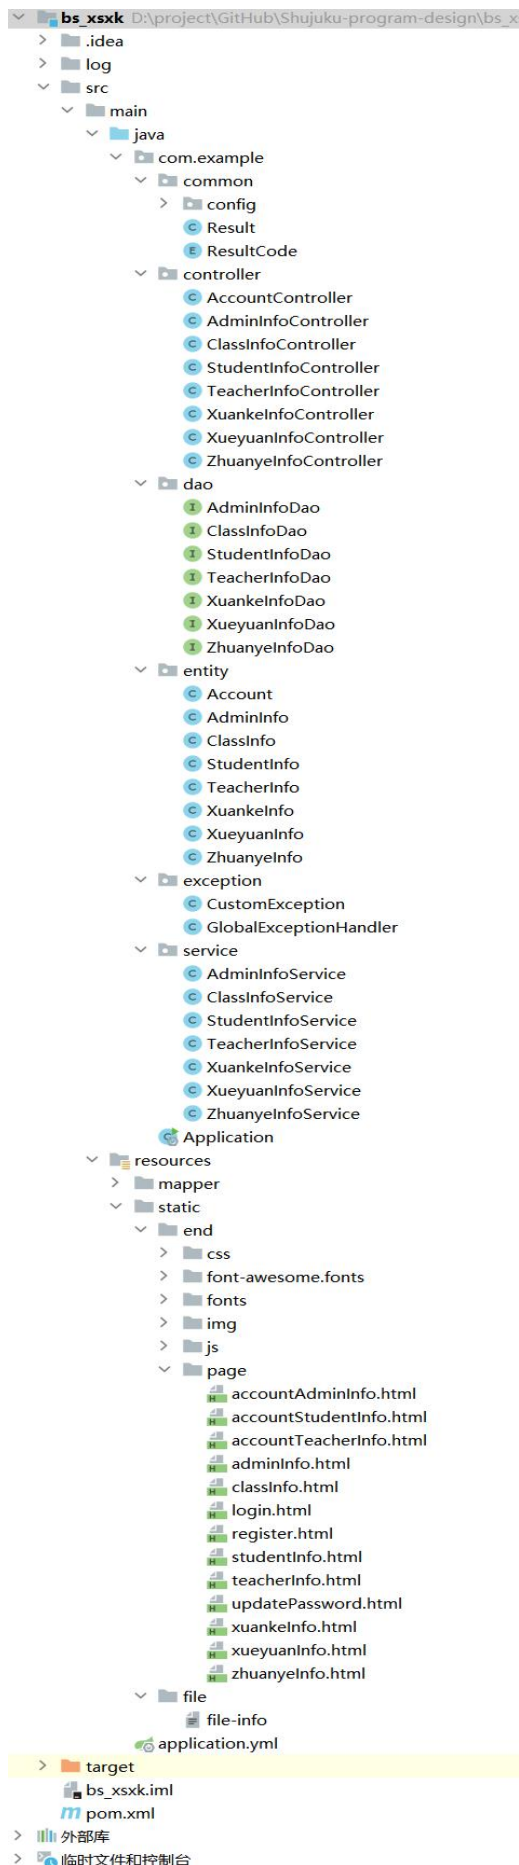 bs_xsxk D:\project\GitHub\Shujuku-program-design\bs_x
.idea
log
src
main
java
com.example
common
config
Result
ResultCode
controller
AccountController
AdminInfoController
ClassInfoController
StudentInfoController
TeacherInfoController
XuankeInfoController
XueyuanInfoController
ZhuanyeInfoController
dao
AdminInfoDao
ClassInfoDao
StudentInfoDao
TeacherInfoDao
XuankeInfoDao
XueyuanInfoDao
ZhuanyeInfoDao
entity
Account
AdminInfo
ClassInfo
StudentInfo
TeacherInfo
XuankeInfo
XueyuanInfo
ZhuanyeInfo
exception
CustomException
GlobalExceptionHandler
service
AdminInfoService
ClassInfoService
StudentInfoService
TeacherInfoService
XuankeInfoService
XueyuanInfoService
ZhuanyeInfoService
Application
resources
mapper
static
end
css
font-awesome.fonts
fonts
img
js
page
accountAdminInfo.html
accountStudentInfo.html
accountTeacherInfo.html
adminInfo.html
classInfo.html
login.html
register.html
studentInfo.html
teacherInfo.html
updatePassword.html
xuankeInfo.html
xueyuanInfo.html
zhuanyeInfo.html
file
file-info
application.yml
target
bs_xsxk.iml
pom.xml
外部库
临时文件和控制台